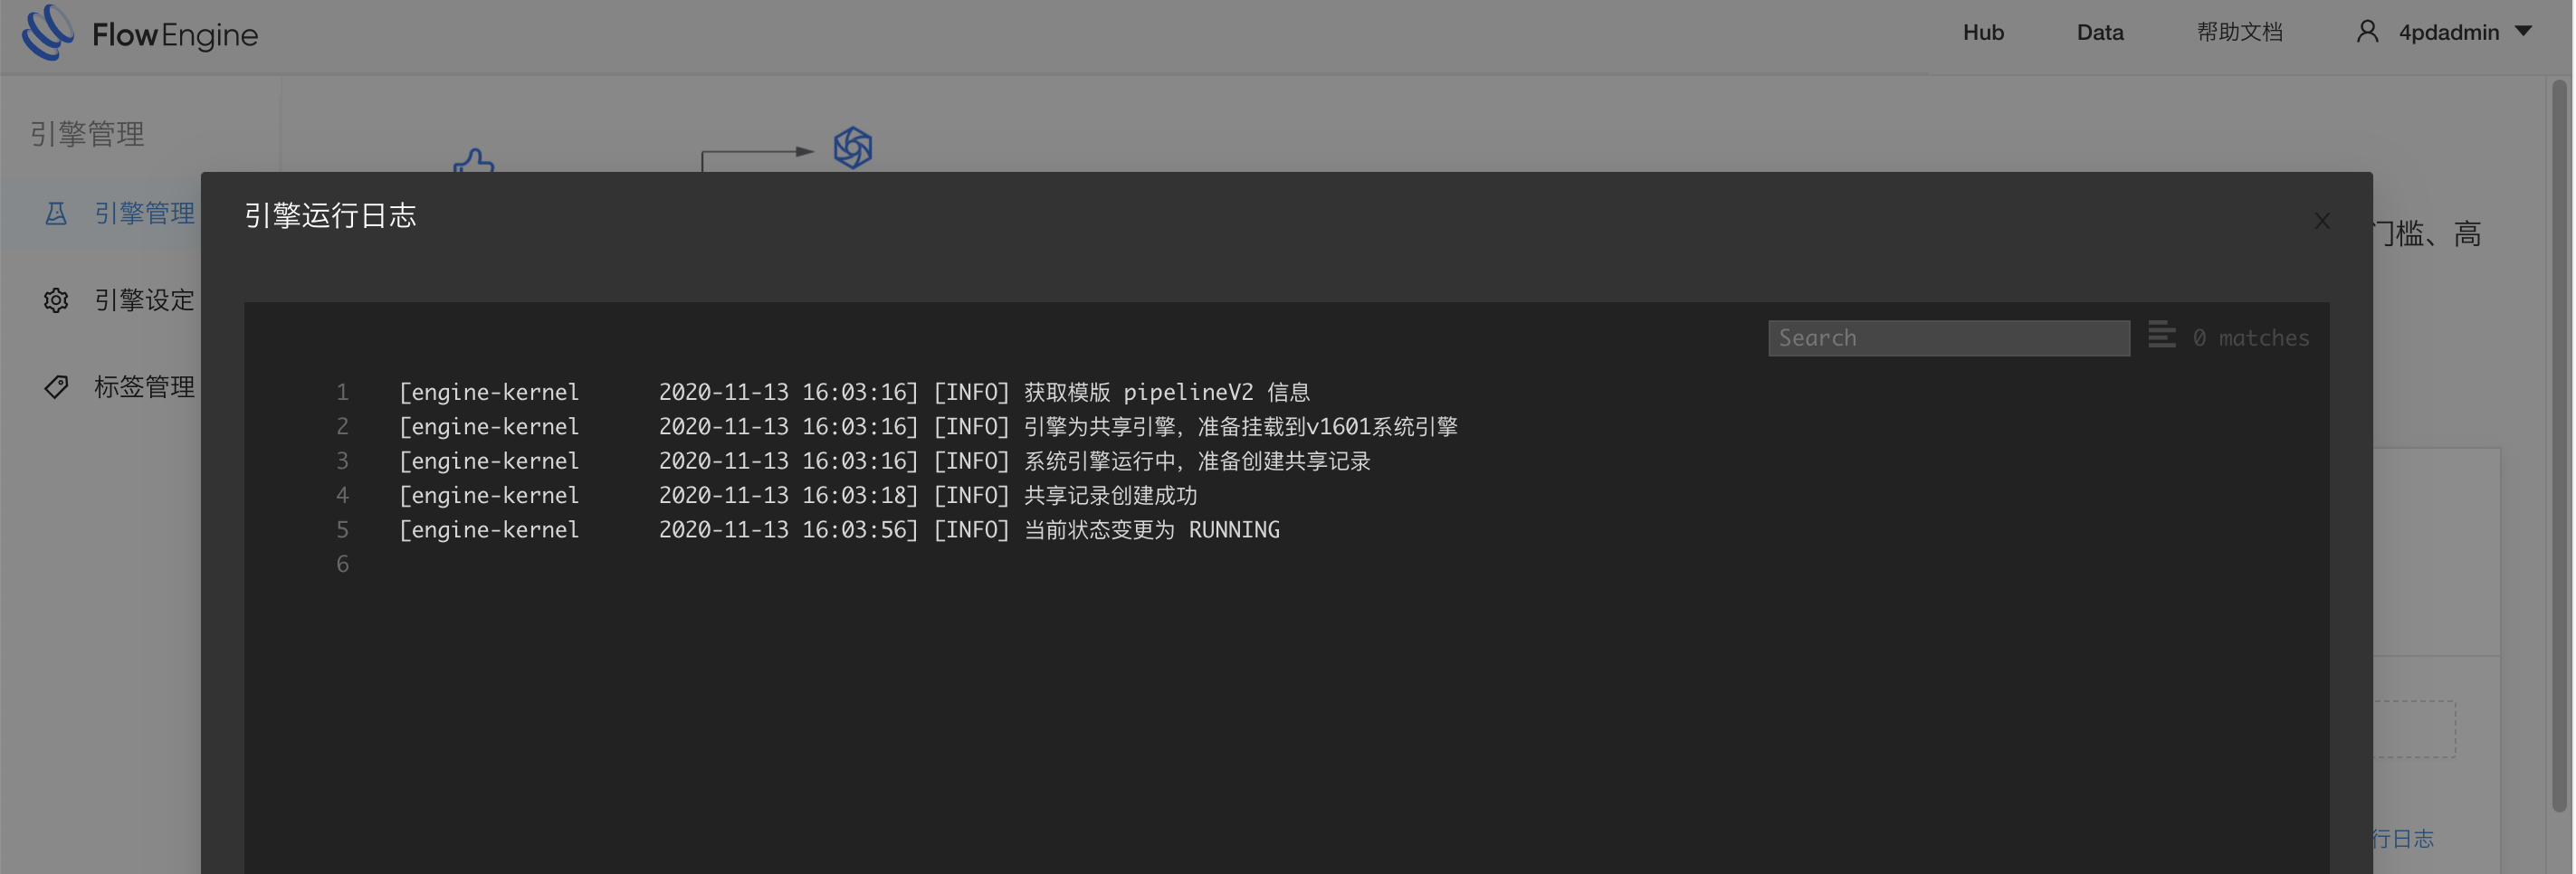 FlowEngine
Hub
Data
帮助文档
4pdadmin
引擎管理
引擎管理
引擎设定
标签管理
引擎运行日志
X
门槛、高
Search
0 matches
1 [engine-kernel 2020-11-13 16:03:16] [INFO] 获取模版 pipelineV2 信息
2 [engine-kernel 2020-11-13 16:03:16] [INFO] 引擎为共享引擎，准备挂载到v1601系统引擎
3 [engine-kernel 2020-11-13 16:03:16] [INFO] 系统引擎运行中，准备创建共享记录
4 [engine-kernel 2020-11-13 16:03:18] [INFO] 共享记录创建成功
5 [engine-kernel 2020-11-13 16:03:56] [INFO] 当前状态变更为 RUNNING
6
行日志